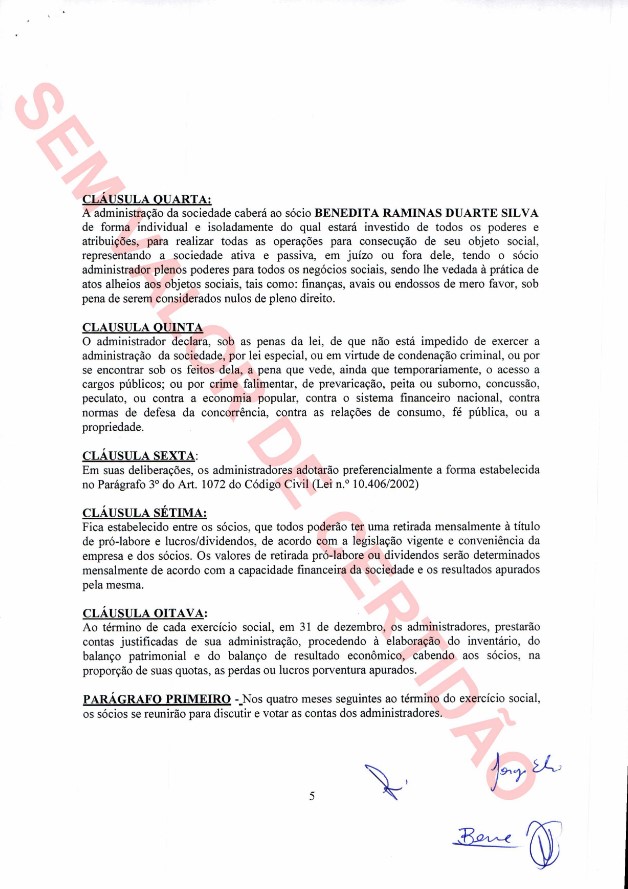 CLÁUSULA QUARTA:
A administração da sociedade caberá ao sócio BENEDITA RAMINAS DUARTE SILVA
de forma individual e isoladamente do qual estará investido de todos os poderes e
atribuições, para realizar todas as operações para consecução de seu objeto social,
representando a sociedade ativa e passiva, em juízo ou fora dele, tendo o sócio
administrador plenos poderes para todos os negócios sociais, sendo lhe vedada à prática de
atos alheios aos objetos sociais, tais como: finanças, avais ou endossos de mero favor, sob
pena de serem considerados nulos de pleno direito.
CLAUSULA QUINTA
O administrador declara, sob as penas da lei, de que não está impedido de exercer a
administração da sociedade, por lei especial, ou em virtude de condenação criminal, ou por
se encontrar sob os feitos dela, a pena que vede, ainda que temporariamente, o acesso a
cargos públicos; ou por crime falimentar, de prevaricação, peita ou suborno, concussão,
peculato, ou contra a economia popular, contra o sistema financeiro nacional, contra
normas de defesa da concorrência, contra as relações de consumo, fé pública, ou a
propriedade.
CLÁUSULA SEXTA:
Em suas deliberações, os administradores adotarão preferencialmente a forma estabelecida
no Parágrafo 3º do Art. 1072 do Código Civil (Lei n.º 10.406/2002)
CLÁUSULA SÉTIMA:
Fica estabelecido entre os sócios, que todos poderão ter uma retirada mensalmente à título
de pró-labore e lucros/dividendos, de acordo com a legislação vigente e conveniência da
empresa e dos sócios. Os valores de retirada pró-labore ou dividendos serão determinados
mensalmente de acordo com a capacidade financeira da sociedade e os resultados apurados
pela mesma.
CLÁUSULA OITAVA:
Ao término de cada exercício social, em 31 de dezembro, os administradores, prestarão
contas justificadas de sua administração, procedendo à elaboração do inventário, do
balanço patrimonial e do balanço de resultado econômico, cabendo aos sócios, na
proporção de suas quotas, as perdas ou lucros porventura apurados.
PARÁGRAFO PRIMEIRO - Nos quatro meses seguintes ao término do exercício social,
os sócios se reunirão para discutir e votar as contas dos administradores.
5
Bene
SEM VALOR DE CERTIDÃO